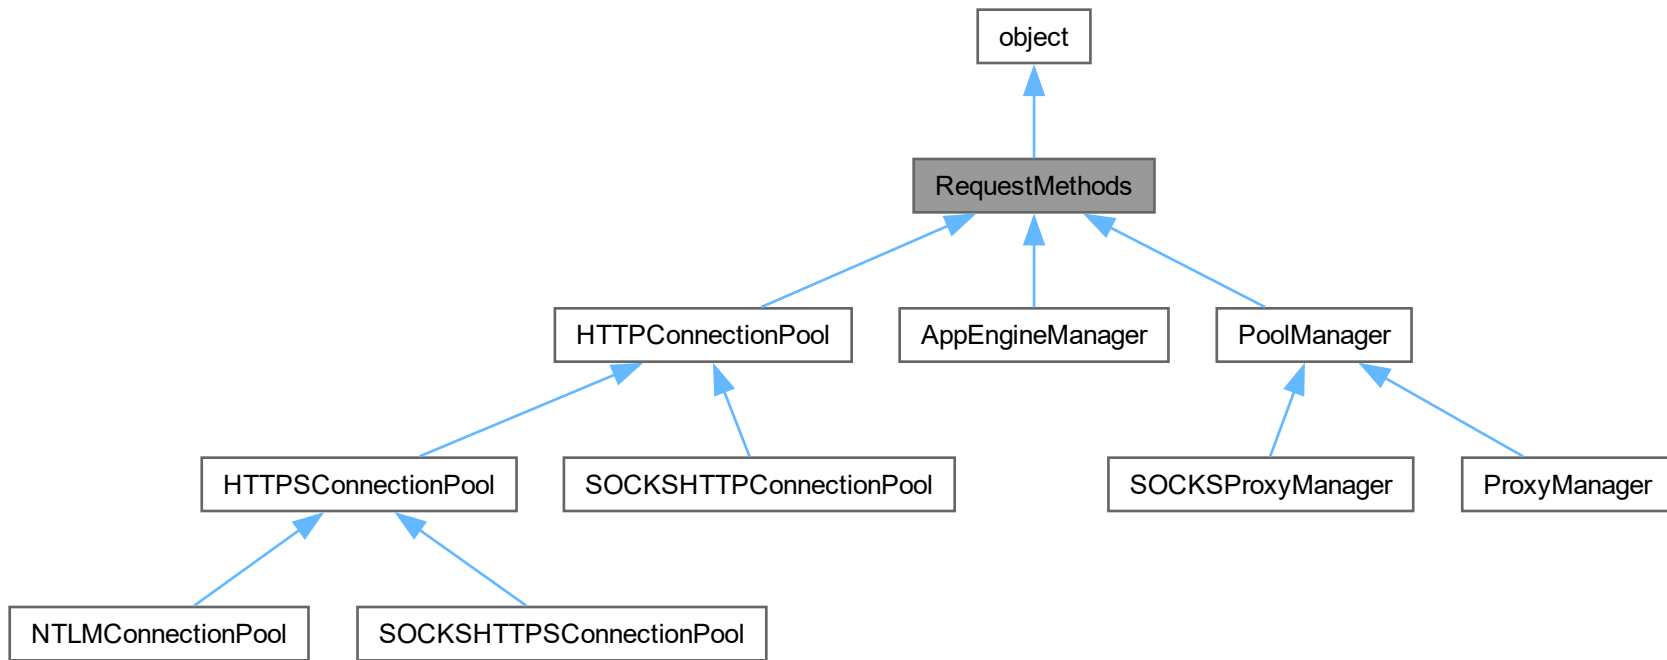 object
RequestMethods
HTTPConnectionPool
AppEngineManager
PoolManager
HTTPSConnectionPool
SOCKSHTTPConnectionPool
SOCKSProxyManager
ProxyManager
NTLMConnectionPool
SOCKSHTTPSConnectionPool